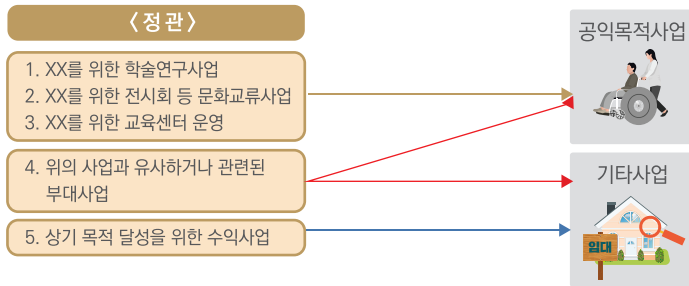 〈정관〉
1. XX를 위한 학술연구사업
2. XX를 위한 전시회 등 문화교류사업
3. XX를 위한 교육센터 운영
4. 위의 사업과 유사하거나 관련된
부대사업
5. 상기 목적 달성을 위한 수익사업
공익목적사업
기타사업
임대